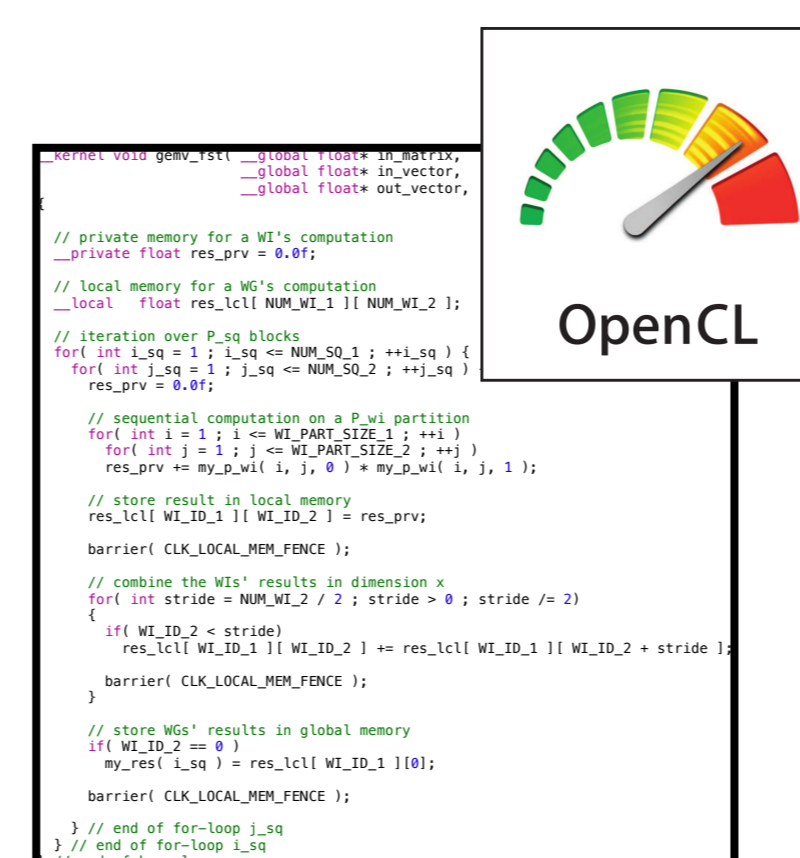 __kernel void gemv_fst( __global float* in_matrix,
__global float* in_vector,
__global float* out_vector,
{
// private memory for a WI's computation
__private float res_prv = 0.0f;
// local memory for a WG's computation
__local   float res_lcl[ NUM_WI_1 ][ NUM_WI_2 ];
// iteration over P_sq blocks
for( int i_sq = 1 ; i_sq <= NUM_SQ_1 ; ++i_sq ) {
for( int j_sq = 1 ; j_sq <= NUM_SQ_2 ; ++j_sq )
res_prv = 0.0f;
// sequential computation on a P_wi partition
for( int i = 1 ; i <= WI_PART_SIZE_1 ; ++i )
for( int j = 1 ; j <= WI_PART_SIZE_2 ; ++j )
res_prv += my_p_wi( i, j, 0 ) * my_p_wi( i, j, 1 );
// store result in local memory
res_lcl[ WI_ID_1 ][ WI_ID_2 ] = res_prv;
barrier( CLK_LOCAL_MEM_FENCE );
// combine the WIs' results in dimension x
for( int stride = NUM_WI_2 / 2 ; stride > 0 ; stride /= 2)
{
if( WI_ID_2 < stride)
res_lcl[ WI_ID_1 ][ WI_ID_2 ] += res_lcl[ WI_ID_1 ][ WI_ID_2 + stride ];
barrier( CLK_LOCAL_MEM_FENCE );
}
// store WGs' results in global memory
if( WI_ID_2 == 0 )
my_res( i_sq ) = res_lcl[ WI_ID_1 ][0];
barrier( CLK_LOCAL_MEM_FENCE );
} // end of for-loop j_sq
} // end of for-loop i_sq
OpenCL